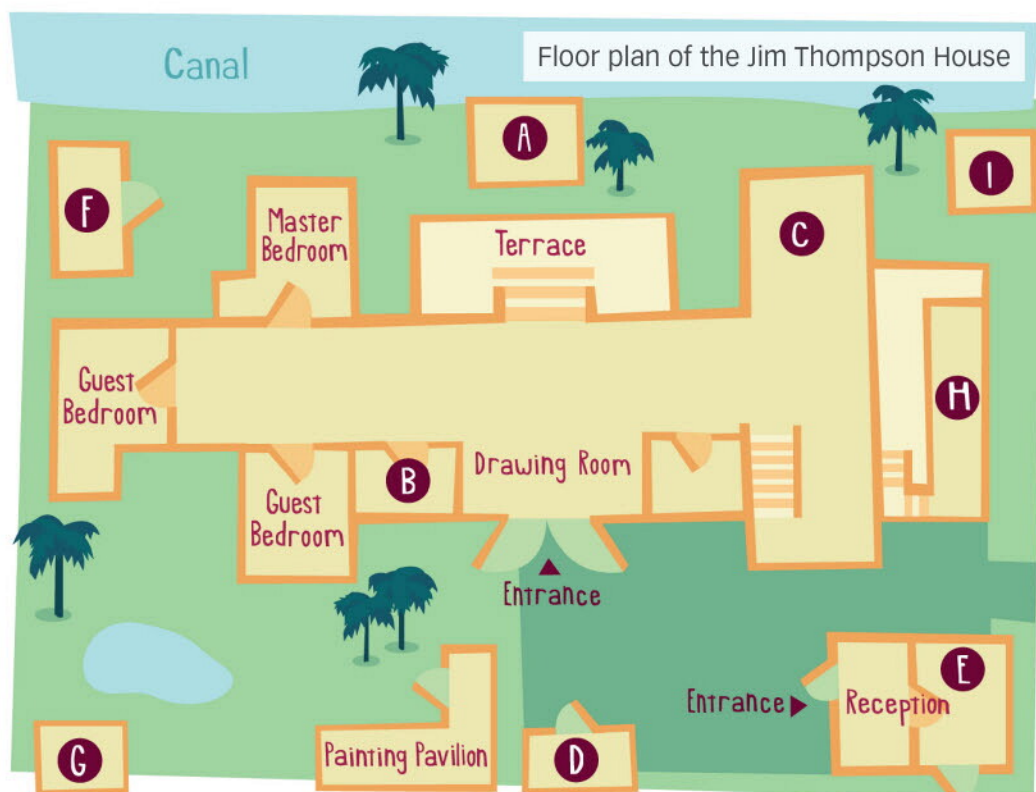 Canal
Floor plan of the Jim Thompson House
A
I
F
Master
Bedroom
Terrace
C
Guest
Bedroom
H
Drawing Room
B
Guest
Bedroom
Entrance
E
Entrance
Reception
Painting Pavilion
G
D